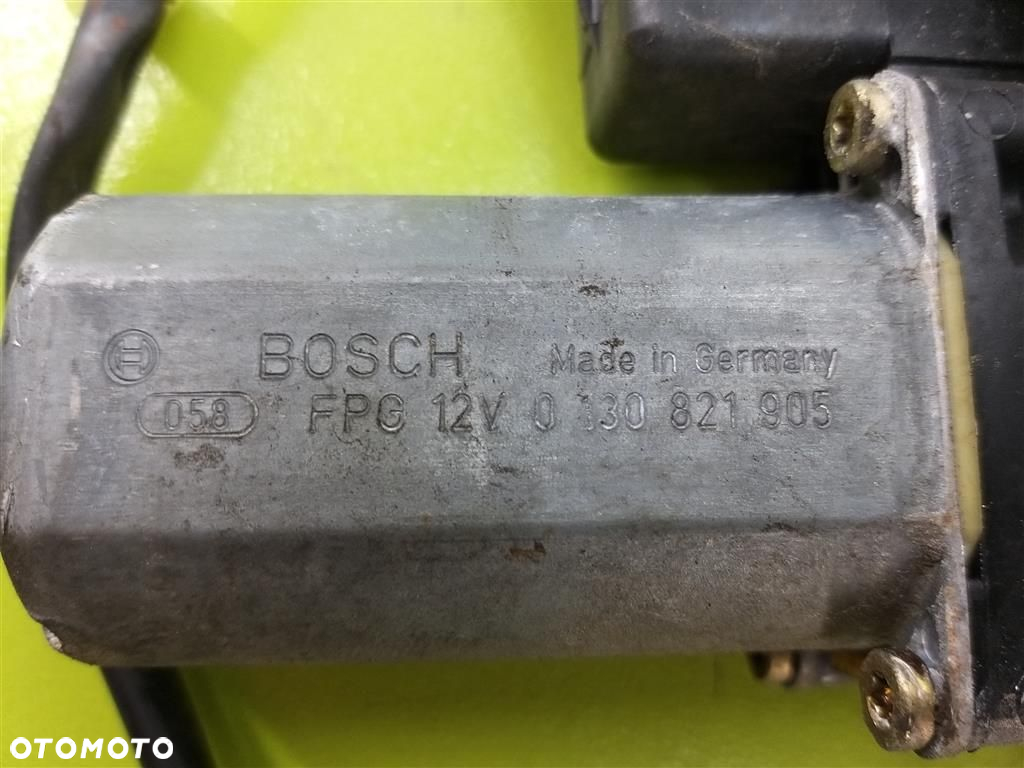 BOSCH Made in Germany
058 FPG 12V 0 130 821 905
OTOMOTO